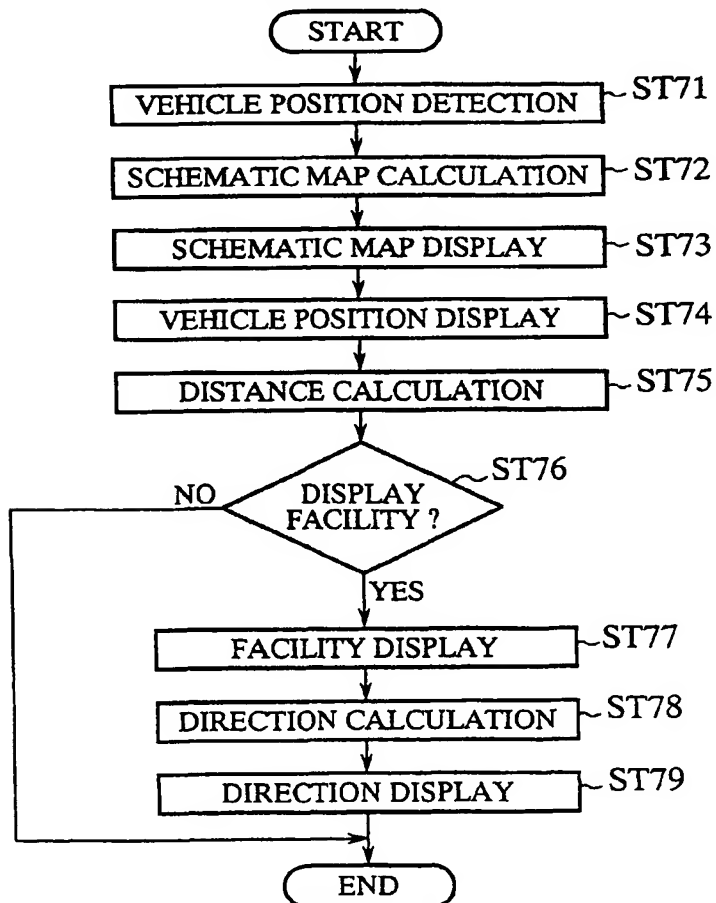 START
VEHICLE POSITION DETECTION
ST71
SCHEMATIC MAP CALCULATION
ST72
SCHEMATIC MAP DISPLAY
ST73
VEHICLE POSITION DISPLAY
ST74
DISTANCE CALCULATION
ST75
ST76
NO
DISPLAY
FACILITY ?
YES
FACILITY DISPLAY
ST77
DIRECTION CALCULATION
ST78
DIRECTION DISPLAY
ST79
END